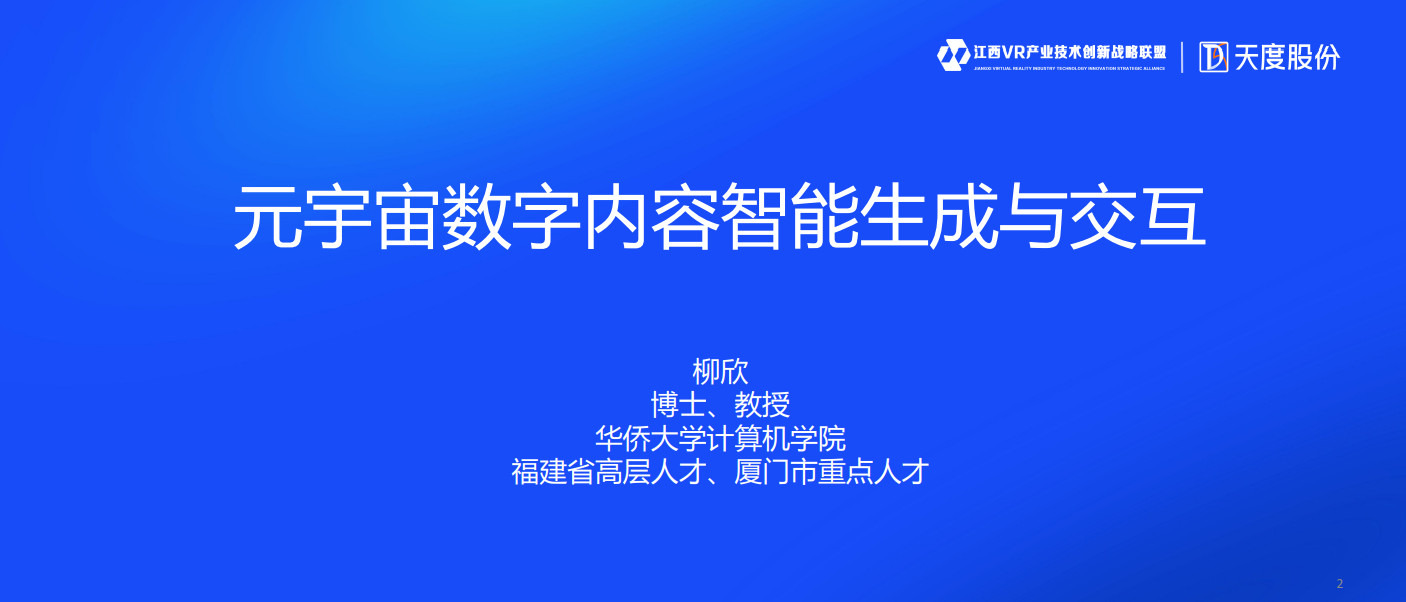 江西VR产业技术创新战略联盟
JIANGXI VIRTUAL REALITY INDUSTRY TECHNOLOGY INNOVATION STRATEGIC ALLIANCE
天度股份
元宇宙数字内容智能生成与交互
柳欣
博士、教授
华侨大学计算机学院
福建省高层人才、厦门市重点人才
2